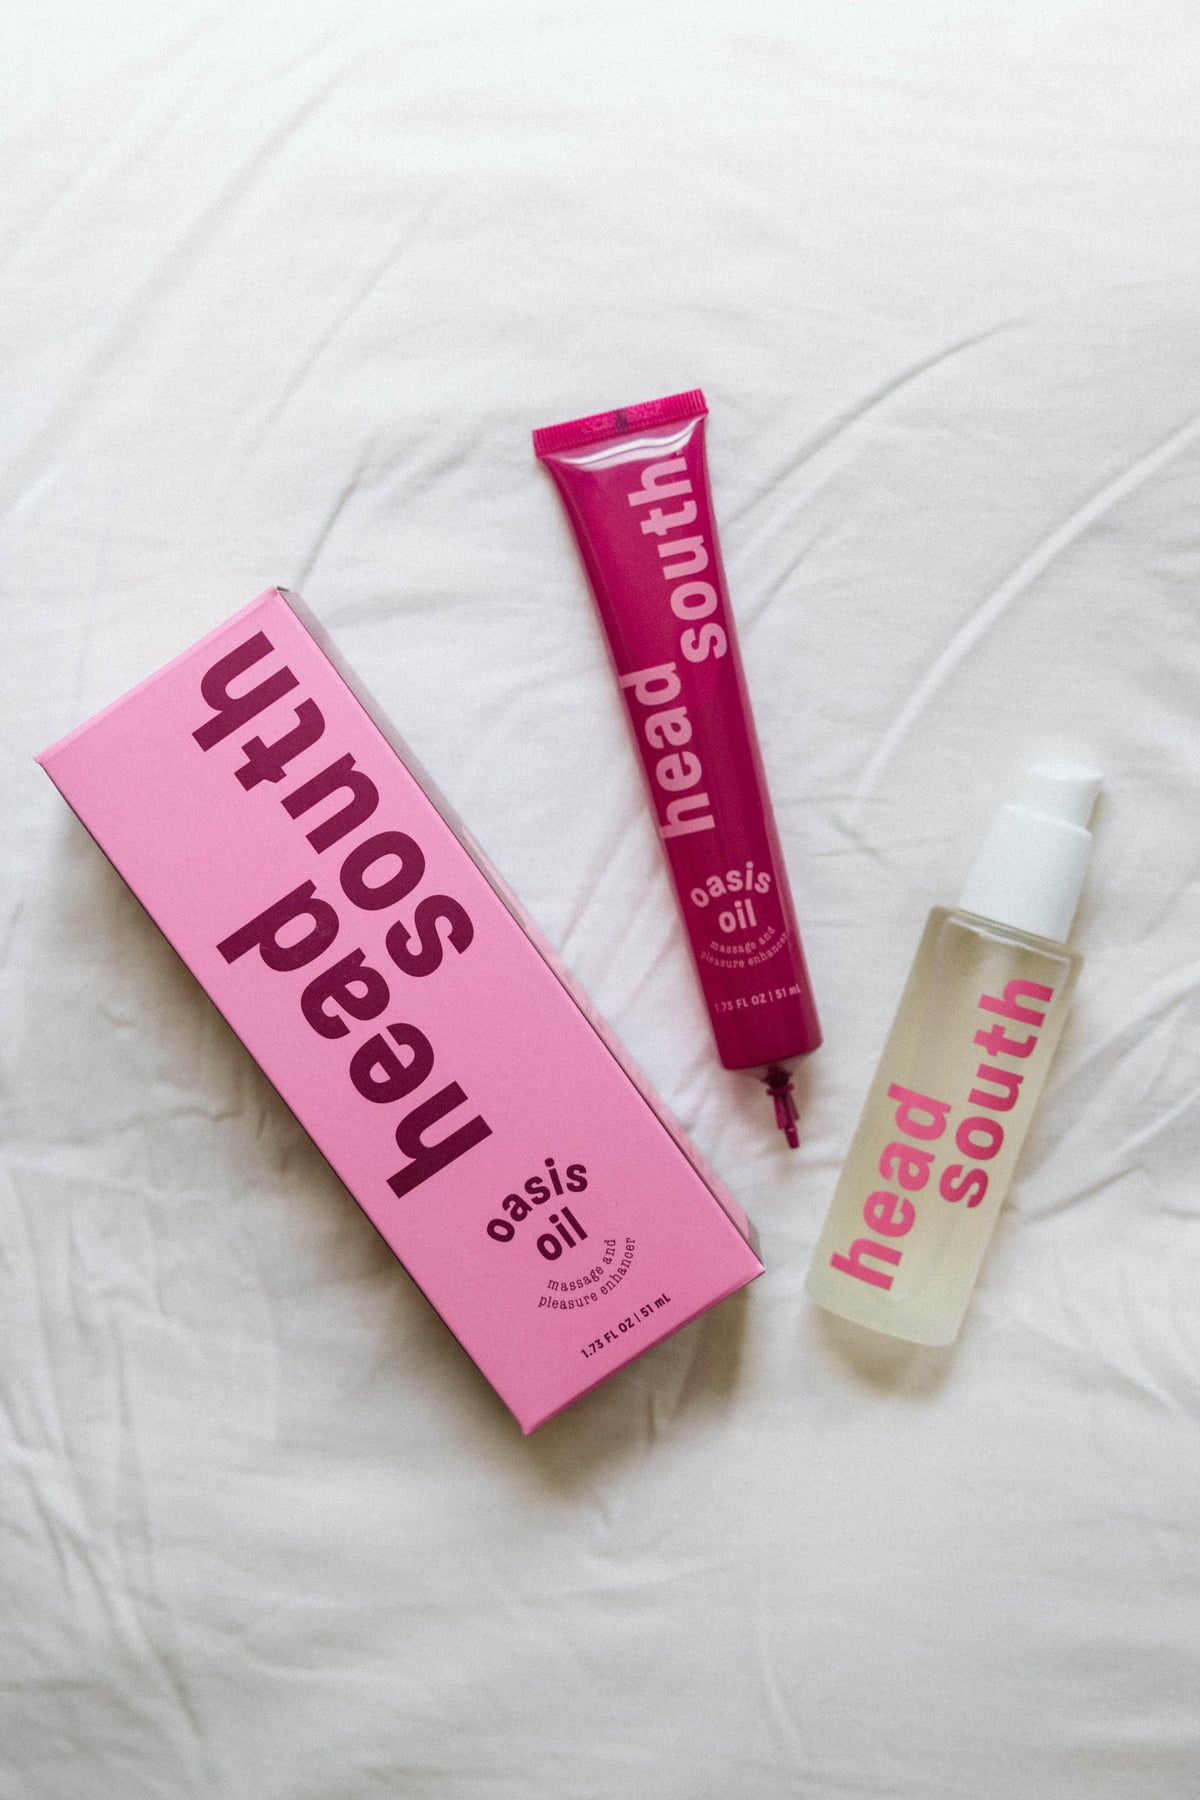 head
south
oasis
oil
massage and
pleasure enhancer
1.73 FL OZ | 51 mL
head
south
oasis
oil
massage and
pleasure enhancer
1.73 FL OZ | 51 mL
head
south